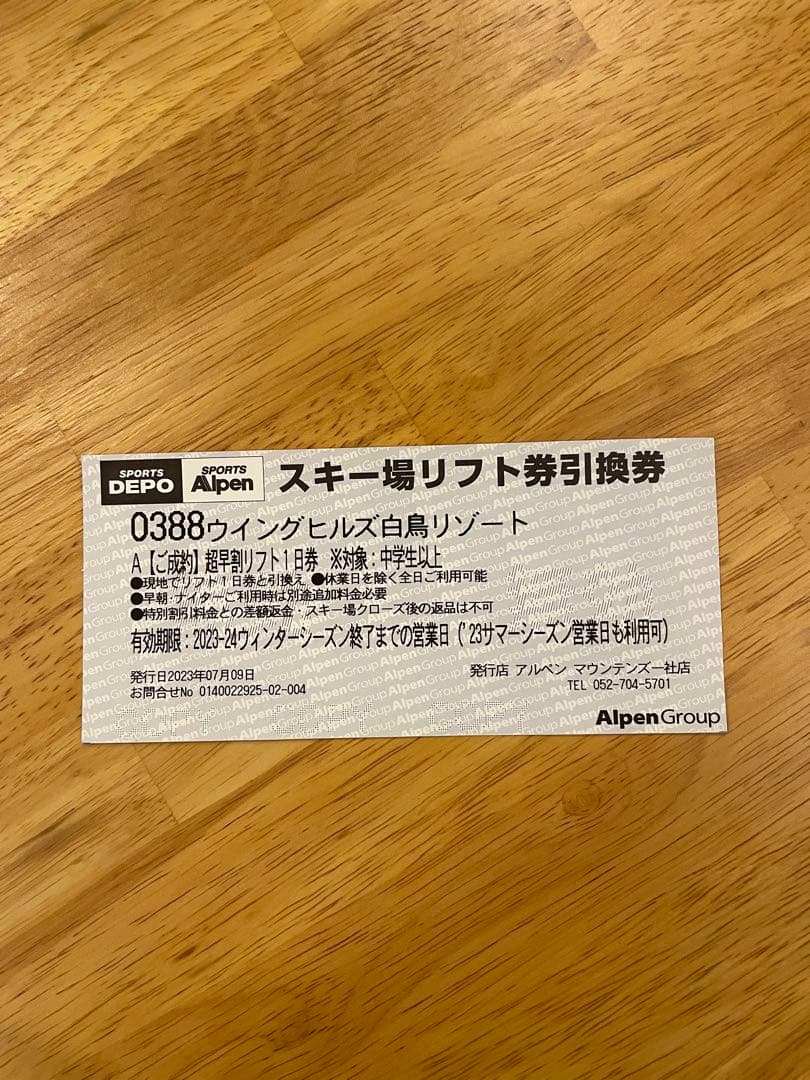 SPORTS DEPO SPORTS Alpen スキー場リフト券引換券
0388ウイングヒルズ白鳥リゾート
A【ご成約】超早割リフト1日券 ※対象:中学生以上
●現地でリフト1日券と引換え ●休業日を除く全日ご利用可能
●早朝・ナイターご利用時は別途追加料金必要
●特別割引料金との差額返金・スキー場クローズ後の返品は不可
有効期限:2023-24ウィンターシーズン終了までの営業日('23サマーシーズン営業日も利用可)
発行日2023年07月09日 発行店 アルペン マウンテンズ一社店
お問合せNo 0140022925-02-004 TEL 052-704-5701
AlpenGroup